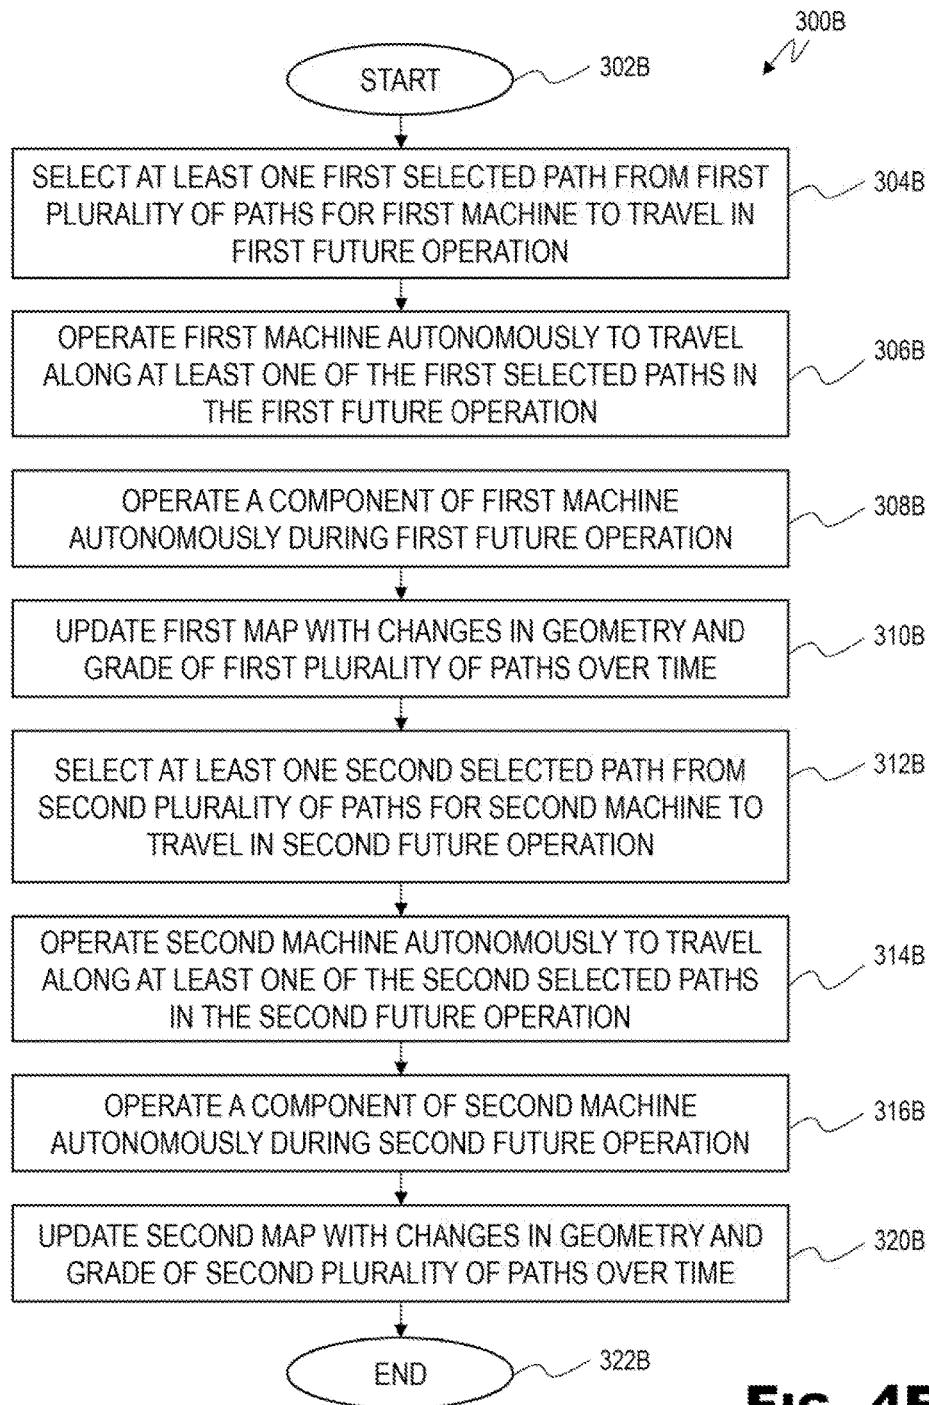 300B
START
302B
SELECT AT LEAST ONE FIRST SELECTED PATH FROM FIRST
PLURALITY OF PATHS FOR FIRST MACHINE TO TRAVEL IN
FIRST FUTURE OPERATION
304B
OPERATE FIRST MACHINE AUTONOMOUSLY TO TRAVEL
ALONG AT LEAST ONE OF THE FIRST SELECTED PATHS IN
THE FIRST FUTURE OPERATION
306B
OPERATE A COMPONENT OF FIRST MACHINE
AUTONOMOUSLY DURING FIRST FUTURE OPERATION
308B
UPDATE FIRST MAP WITH CHANGES IN GEOMETRY AND
GRADE OF FIRST PLURALITY OF PATHS OVER TIME
310B
SELECT AT LEAST ONE SECOND SELECTED PATH FROM
SECOND PLURALITY OF PATHS FOR SECOND MACHINE TO
TRAVEL IN SECOND FUTURE OPERATION
312B
OPERATE SECOND MACHINE AUTONOMOUSLY TO TRAVEL
ALONG AT LEAST ONE OF THE SECOND SELECTED PATHS
IN THE SECOND FUTURE OPERATION
314B
OPERATE A COMPONENT OF SECOND MACHINE
AUTONOMOUSLY DURING SECOND FUTURE OPERATION
316B
UPDATE SECOND MAP WITH CHANGES IN GEOMETRY AND
GRADE OF SECOND PLURALITY OF PATHS OVER TIME
320B
END
322B